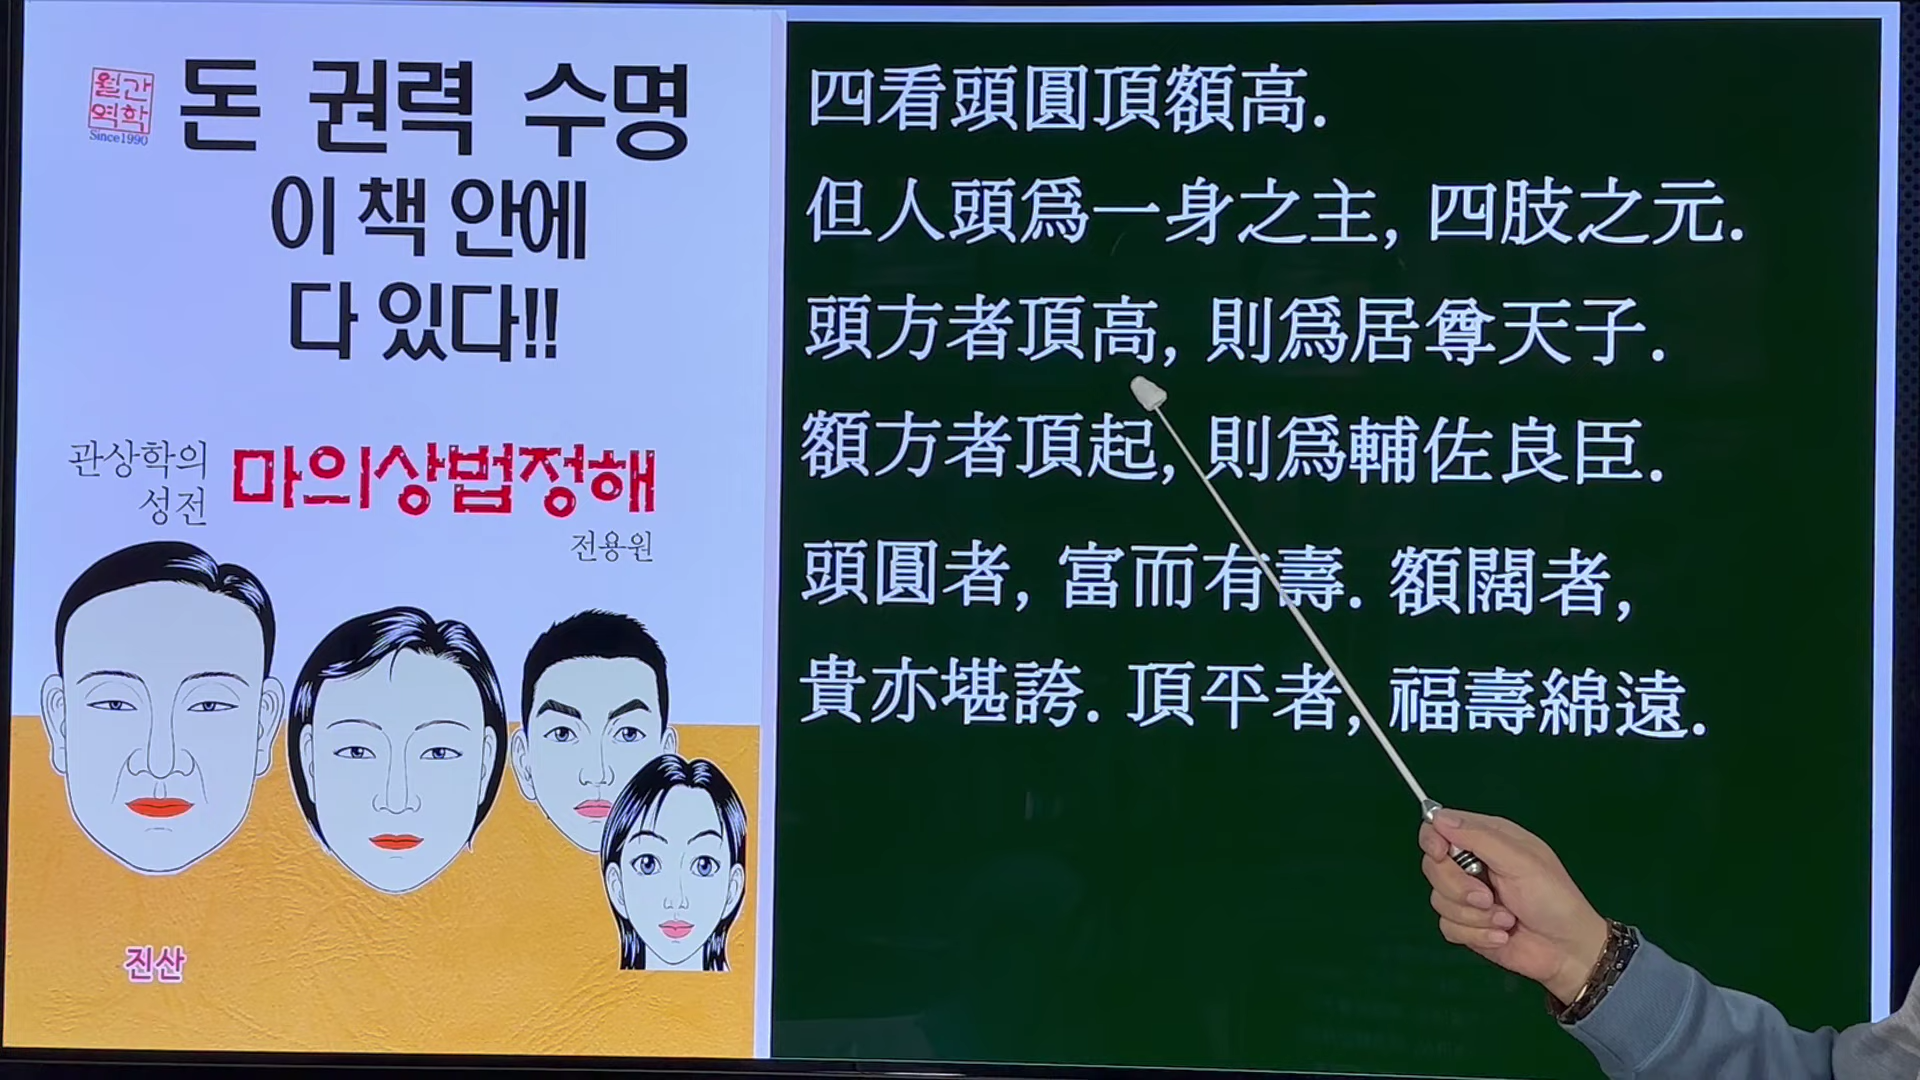 월간
역학
Since1990
돈 권력 수명
이 책 안에
다 있다!!
관상학의
성전
마의상법정해
전용원
진산
四看頭圓頂額高.
但人頭爲一身之主, 四肢之元.
頭方者頂高, 則爲居尊天子.
額方者頂起, 則爲輔佐良臣.
頭圓者, 富而有壽. 額闊者,
貴亦堪誇. 頂平者, 福壽綿遠.